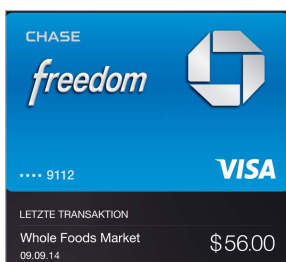 CHASE
freedom
•••• 9112
VISA
LETZTE TRANSAKTION
Whole Foods Market
$56.00
09.09.14